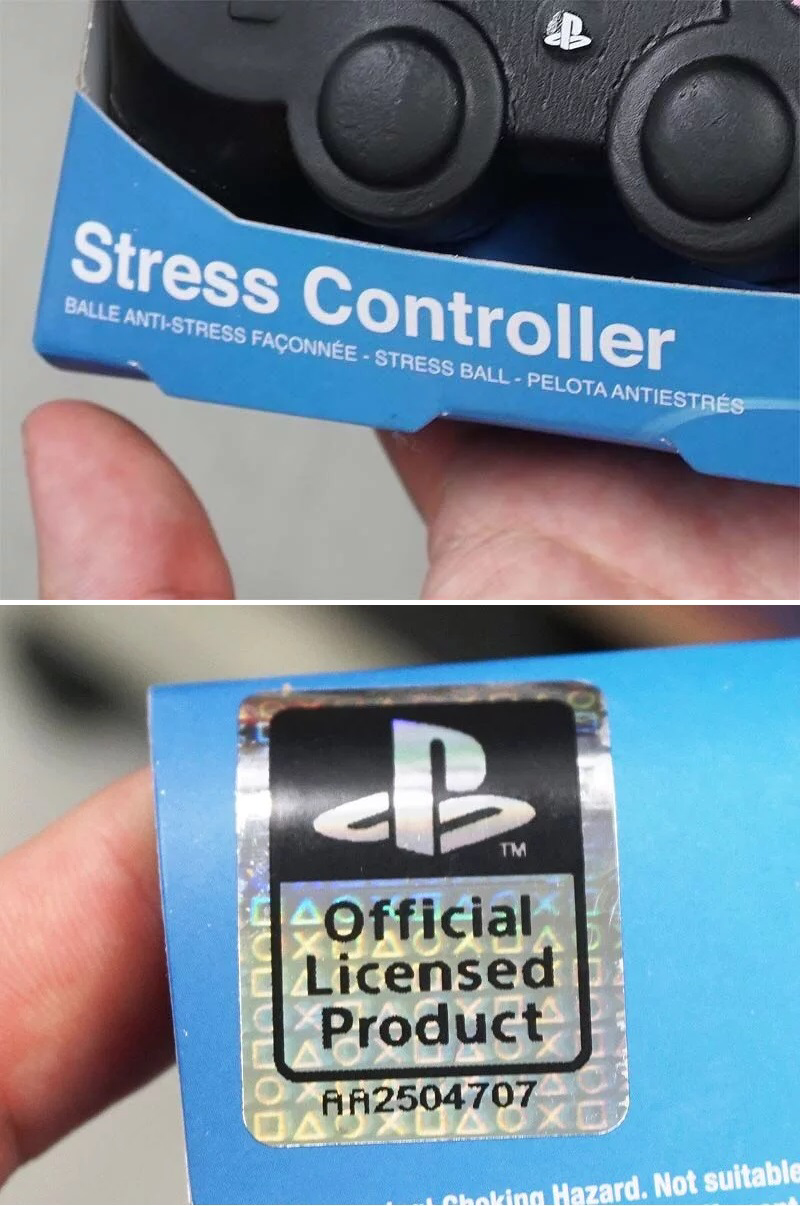 Stress Controller
BALLE ANTI-STRESS FAÇONNÉE - STRESS BALL - PELOTA ANTIESTRÉS
TM
Official
Licensed
Product
AA2504707
Choking Hazard. Not suitable